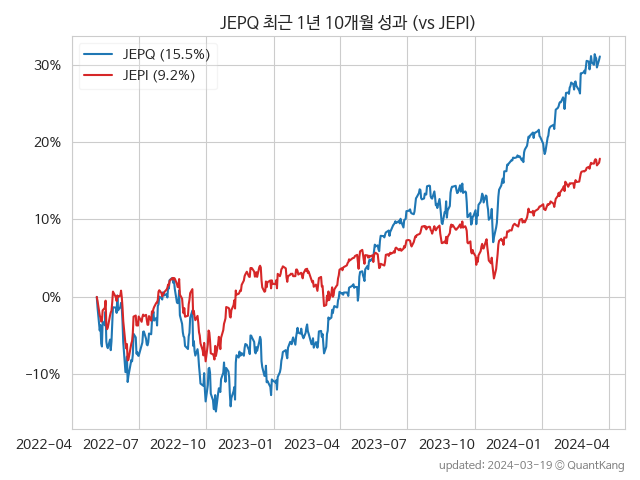 JEPQ 최근 1년 10개월 성과 (vs JEPI)
JEPQ (15.5%)
JEPI (9.2%)
30%
20%
10%
0%
−10%
2022−04 2022−07 2022−10 2023−01 2023−04 2023−07 2023−10 2024−01 2024−04
updated: 2024-03-19 © QuantKang